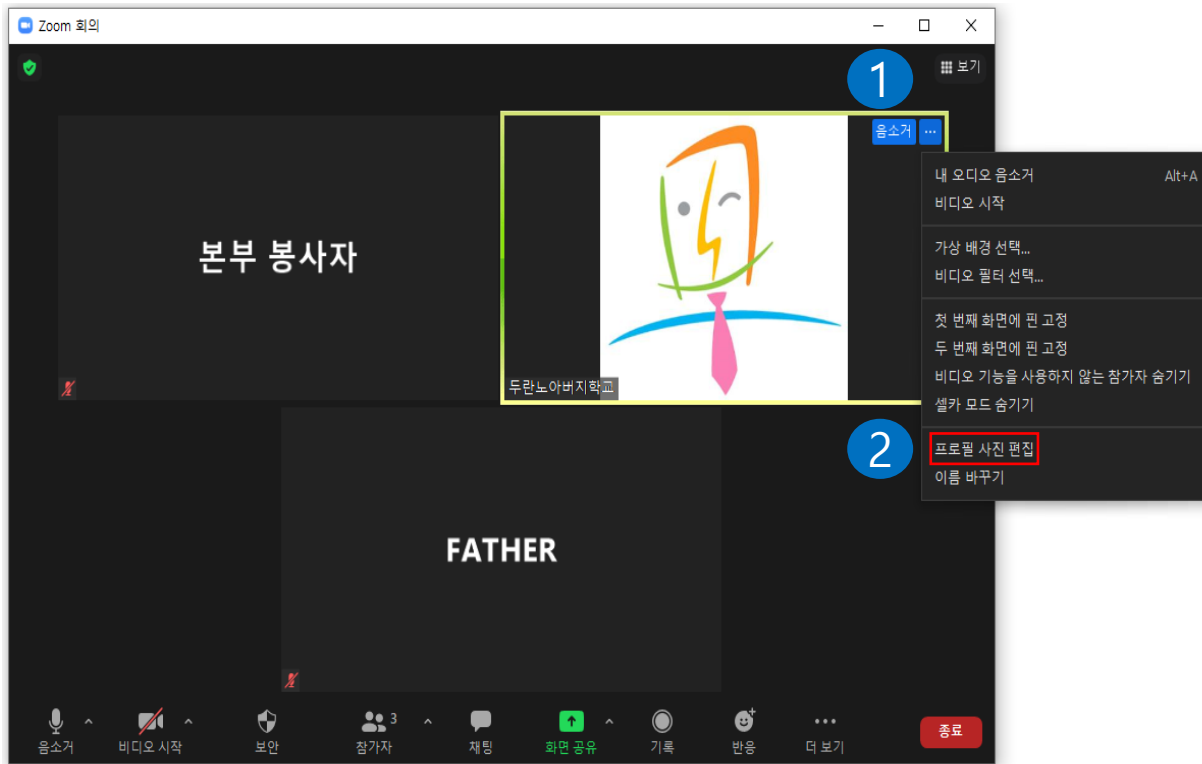 Zoom 회의
1
보기
음소거 ···
내 오디오 음소거 Alt+A
비디오 시작
가상 배경 선택...
비디오 필터 선택...
첫 번째 화면에 핀 고정
두 번째 화면에 핀 고정
비디오 기능을 사용하지 않는 참가자 숨기기
셀카 모드 숨기기
2
프로필 사진 편집
이름 바꾸기
본부 봉사자
두란노아버지학교
FATHER
음소거
비디오 시작
보안
3
참가자
채팅
화면 공유
기록
반응
더 보기
종료